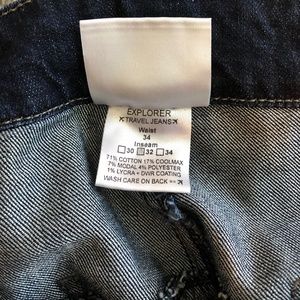 EXPLORER
✈TRAVEL JEANS✈
Waist
34
Inseam
☐30 ☐32 ☐34
71% COTTON 17% COOLMAX
7% MODAL 4% POLYESTER
1% LYCRA + DWR COATING
WASH CARE ON BACK »» ✈